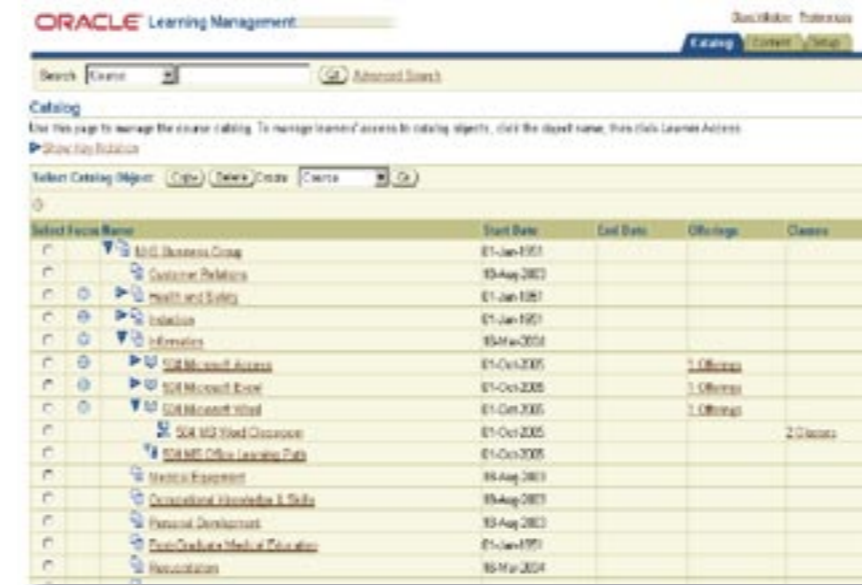 ORACLE Learning Management
Preferences
Catalog Content Setup
Search Course Go Advanced Search
Catalog
Use this page to manage the course catalog. To manage learners' access to catalog objects, click the object name, then click Learner Access.
Show Key Notation
Select Catalog Object: Copy Delete Create Course Go
Select Focus Name Start Date End Date Offerings Classes
Business Group 01-Jan-1951
Customer Relations 18-Aug-2003
Health and Safety 01-Jan-1951
Induction 01-Jan-1951
Informatics 16-Mar-2004
504 Microsoft Access 01-Oct-2005 1 Offerings
504 Microsoft Excel 01-Oct-2005 1 Offerings
504 Microsoft Word 01-Oct-2005 1 Offerings
504 MS Word Classroom 01-Oct-2005 2 Classes
504 MS Office Learning Path 01-Oct-2005
Medical Equipment 18-Aug-2003
Occupational Knowledge & Skills 18-Aug-2003
Personal Development 18-Aug-2003
Post-Graduate Medical Education 01-Jan-1951
Resuscitation 16-Mar-2004